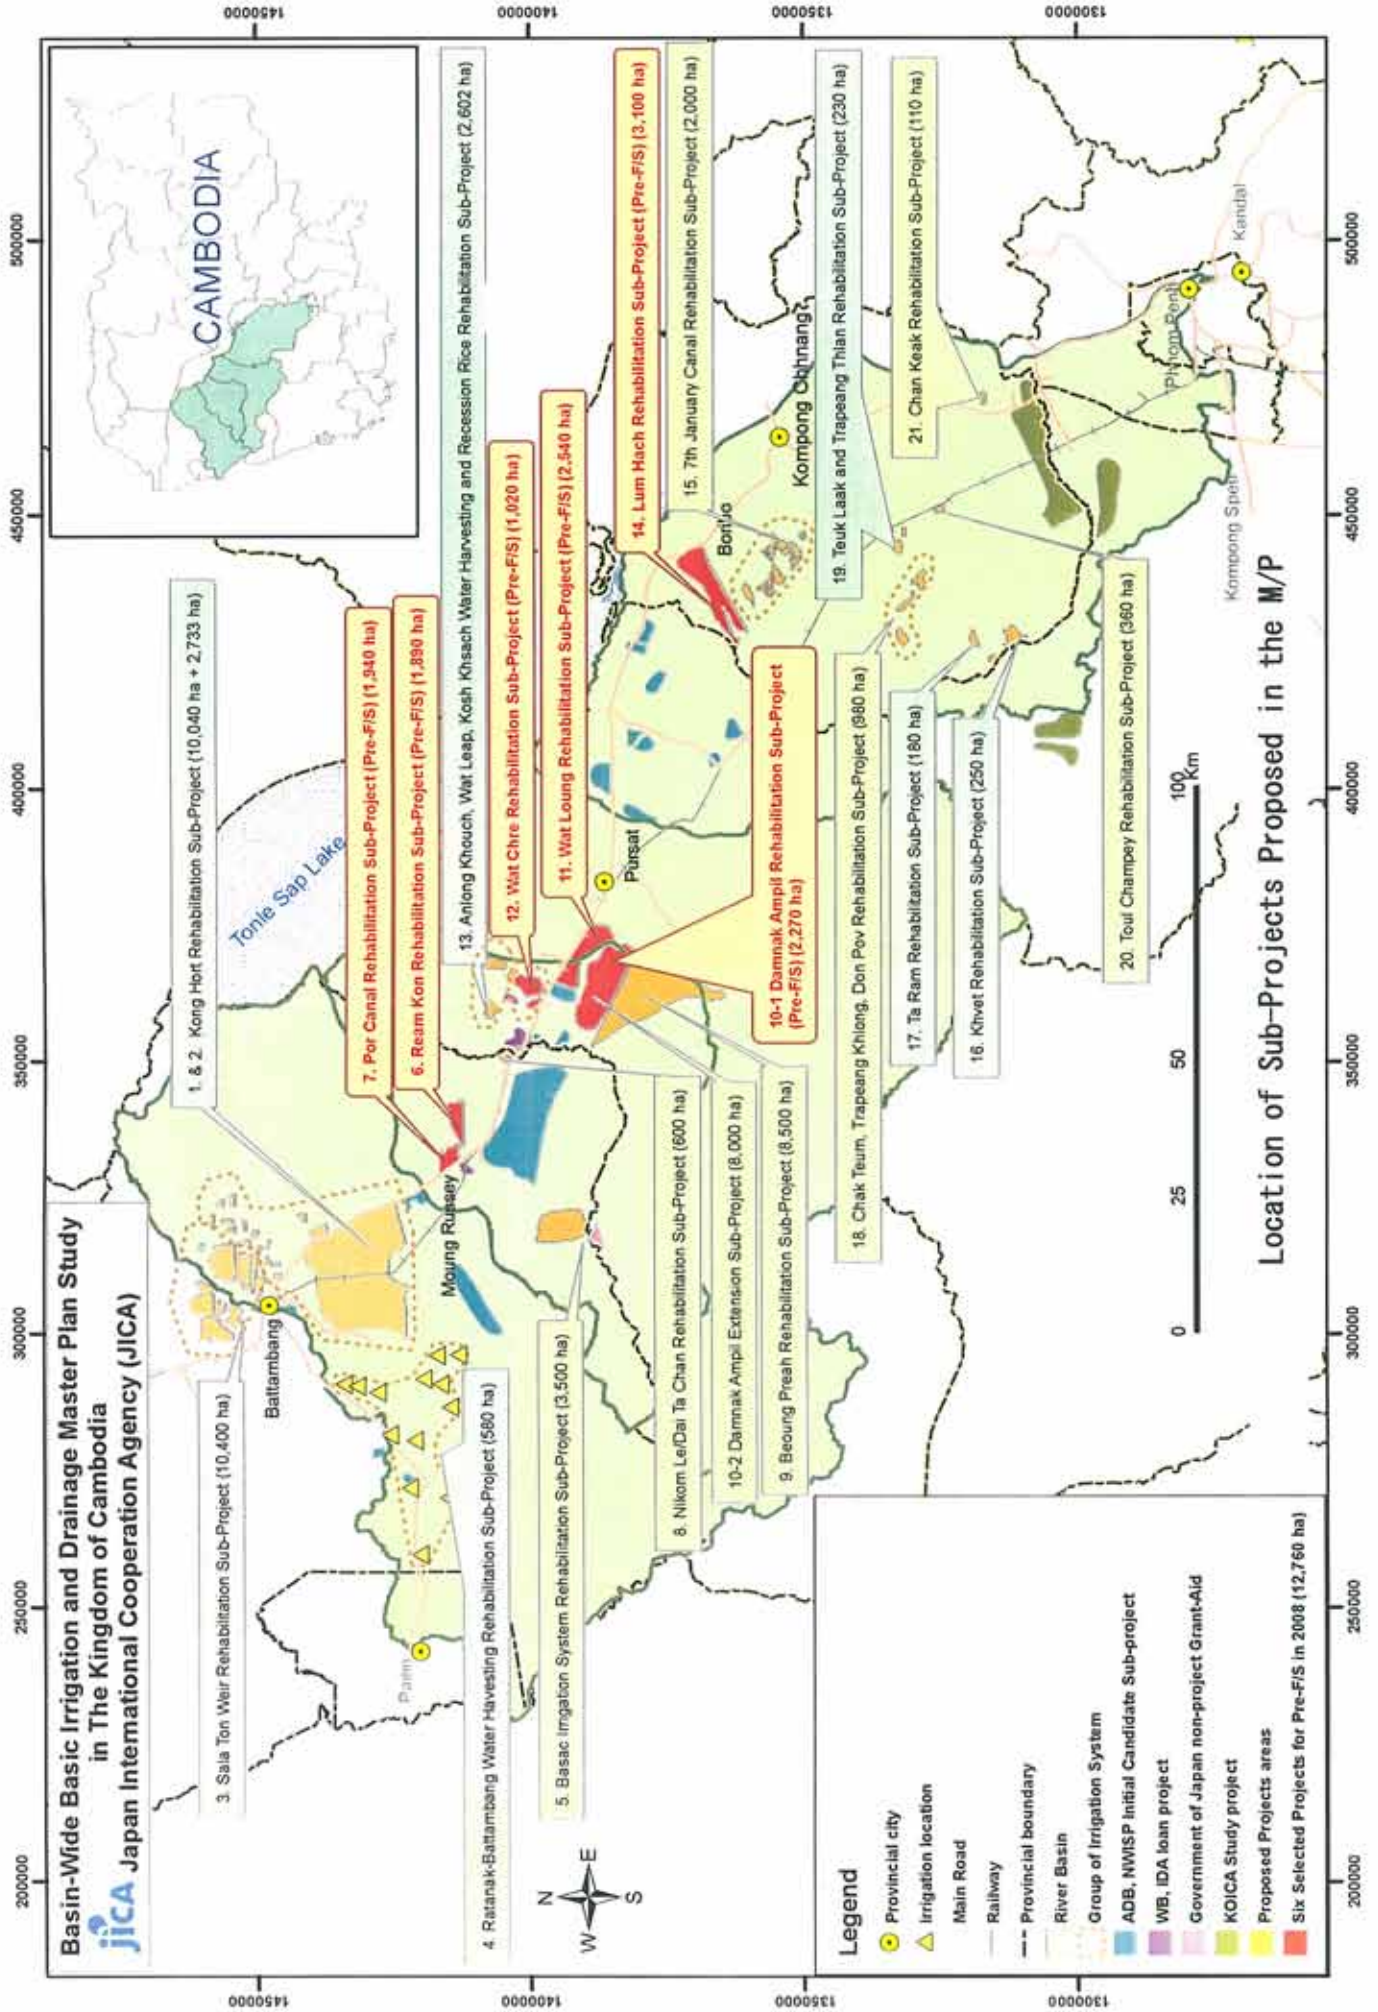 Basin-Wide Basic Irrigation and Drainage Master Plan Study
in The Kingdom of Cambodia
jica Japan International Cooperation Agency (JICA)
200000
250000
300000
350000
400000
450000
500000
1450000
1400000
1350000
1300000
CAMBODIA
Tonle Sap Lake
1. & 2. Kong Hort Rehabilitation Sub-Project (10,040 ha + 2,733 ha)
7. Por Canal Rehabilitation Sub-Project (Pre-F/S) (1,940 ha)
6. Ream Kon Rehabilitation Sub-Project (Pre-F/S) (1,890 ha)
13. Anlong Khouch, Wat Leap, Kosh Khsach Water Harvesting and Recession Rice Rehabilitation Sub-Project (2,602 ha)
12. Wat Chre Rehabilitation Sub-Project (Pre-F/S) (1,020 ha)
11. Wat Loung Rehabilitation Sub-Project (Pre-F/S) (2,540 ha)
14. Lum Hach Rehabilitation Sub-Project (Pre-F/S) (3,100 ha)
15. 7th January Canal Rehabilitation Sub-Project (2,000 ha)
19. Teuk Laak and Trapeang Thlan Rehabilitation Sub-Project (230 ha)
21. Chan Keak Rehabilitation Sub-Project (110 ha)
3. Sala Ton Weir Rehabilitation Sub-Project (10,400 ha)
Battambang
Moung Russey
Pursat
Boribo
Kompong Chhnang
Phnom Penh
Kandal
Kompong Speu
4. Ratanak-Battambang Water Havesting Rehabilitation Sub-Project (560 ha)
5. Basac Irrigation System Rehabilitation Sub-Project (3,500 ha)
8. Nikom Le/Dai Ta Chan Rehabilitation Sub-Project (600 ha)
10-2 Damnak Ampil Extension Sub-Project (8,000 ha)
9. Beoung Preah Rehabilitation Sub-Project (8,500 ha)
10-1 Damnak Ampil Rehabilitation Sub-Project
(Pre-F/S) (2,270 ha)
18. Chak Teum, Trapeang Khlong, Don Pov Rehabilitation Sub-Project (980 ha)
17. Ta Ram Rehabilitation Sub-Project (180 ha)
16. Khvet Rehabilitation Sub-Project (250 ha)
20. Toul Champey Rehabilitation Sub-Project (360 ha)
N
W
E
S
0
25
50
100
Km
Location of Sub-Projects Proposed in the M/P
Legend
Provincial city
Irrigation location
Main Road
Railway
Provincial boundary
River Basin
Group of Irrigation System
ADB, NWISP Initial Candidate Sub-project
WB, IDA loan project
Government of Japan non-project Grant-Aid
KOICA Study project
Proposed Projects areas
Six Selected Projects for Pre-F/S in 2008 (12,760 ha)
200000
250000
300000
350000
400000
450000
500000
1450000
1400000
1350000
1300000